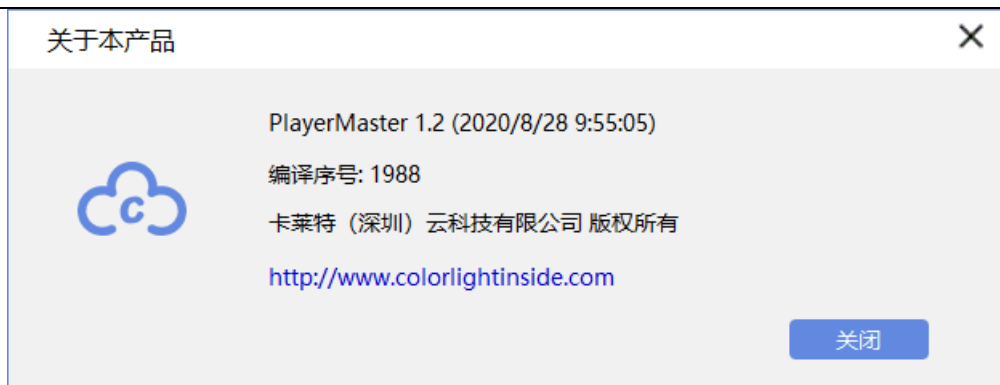 关于本产品
PlayerMaster 1.2 (2020/8/28 9:55:05)
编译序号: 1988
c
卡莱特（深圳）云科技有限公司 版权所有
http://www.colorlightinside.com
关闭